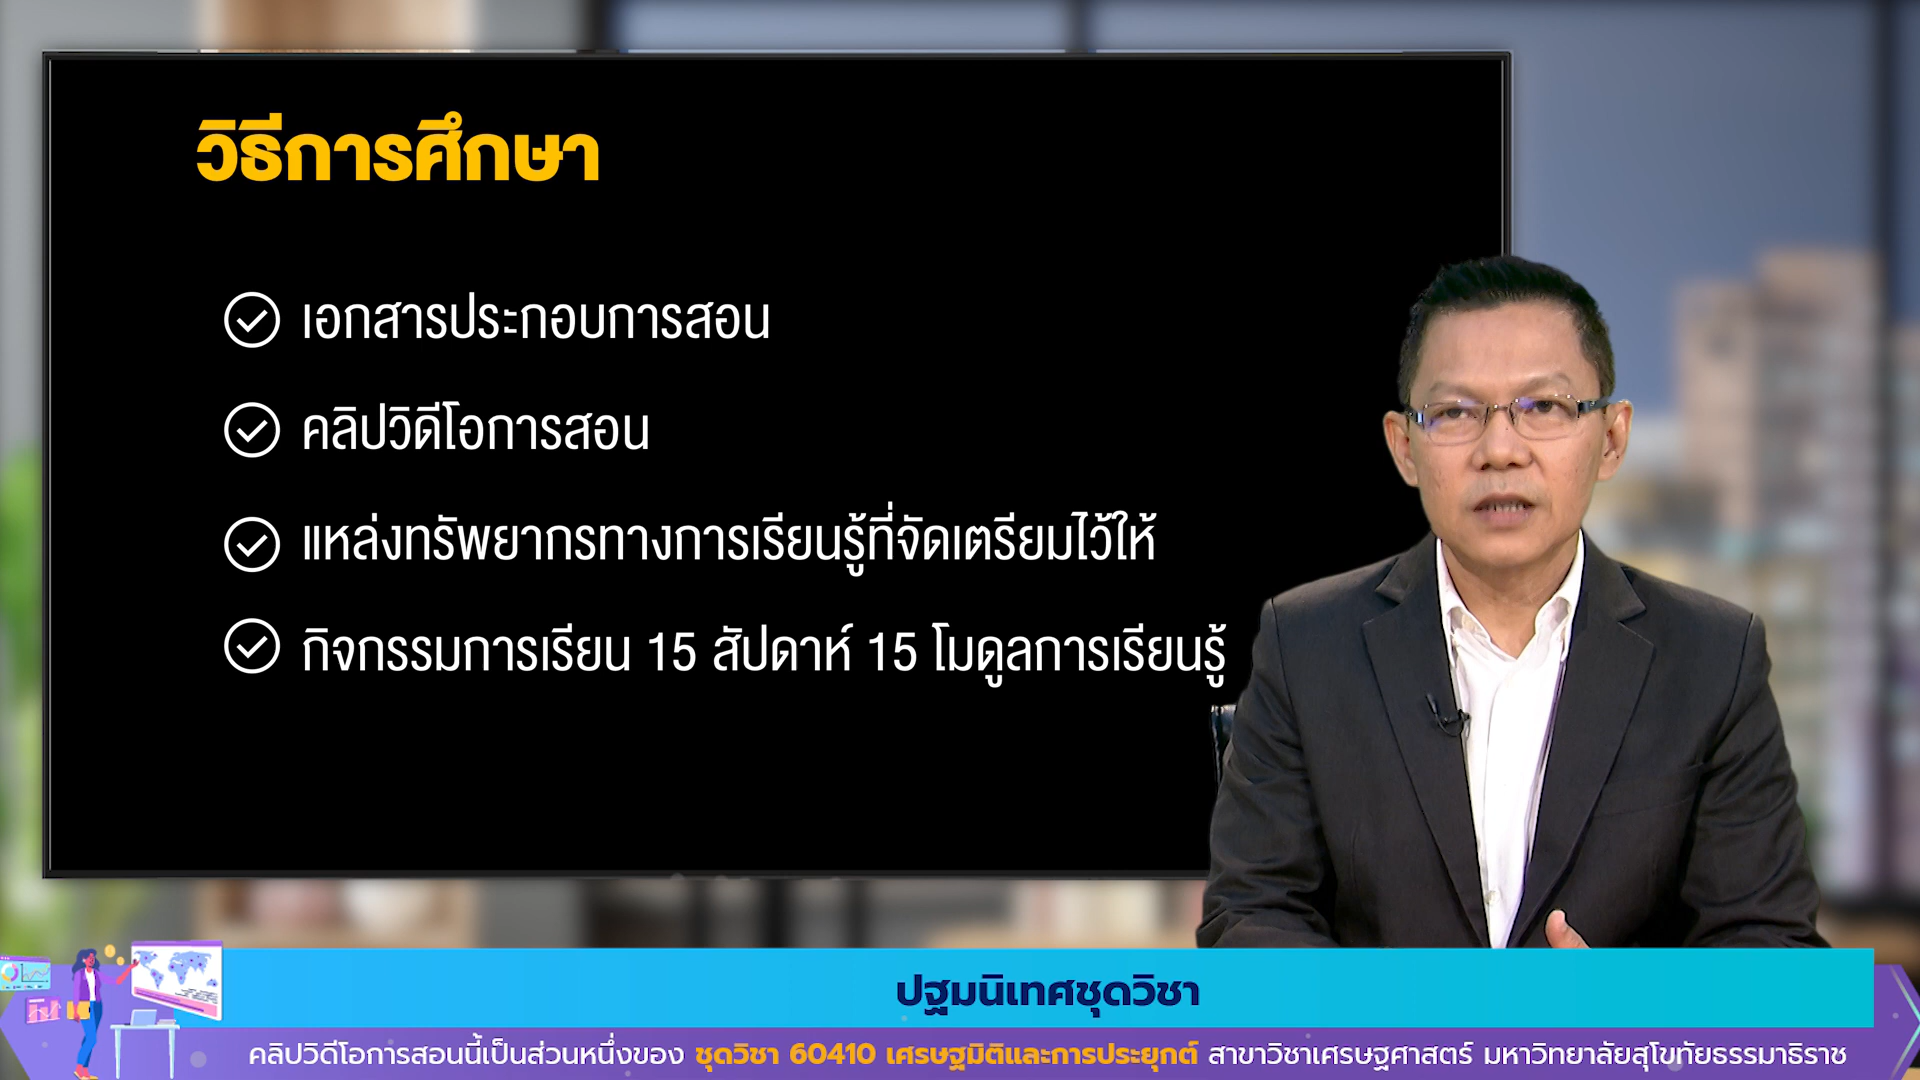 วิธีการศึกษา
เอกสารประกอบการสอน
คลิปวิดีโอการสอน
แหล่งทรัพยากรทางการเรียนรู้ที่จัดเตรียมไว้ให้
กิจกรรมการเรียน 15 สัปดาห์ 15 โมดูลการเรียนรู้
ปฐมนิเทศชุดวิชา
คลิปวิดีโอการสอนนี้เป็นส่วนหนึ่งของ ชุดวิชา 60410 เศรษฐมิติและการประยุกต์ สาขาวิชาเศรษฐศาสตร์ มหาวิทยาลัยสุโขทัยธรรมาธิราช